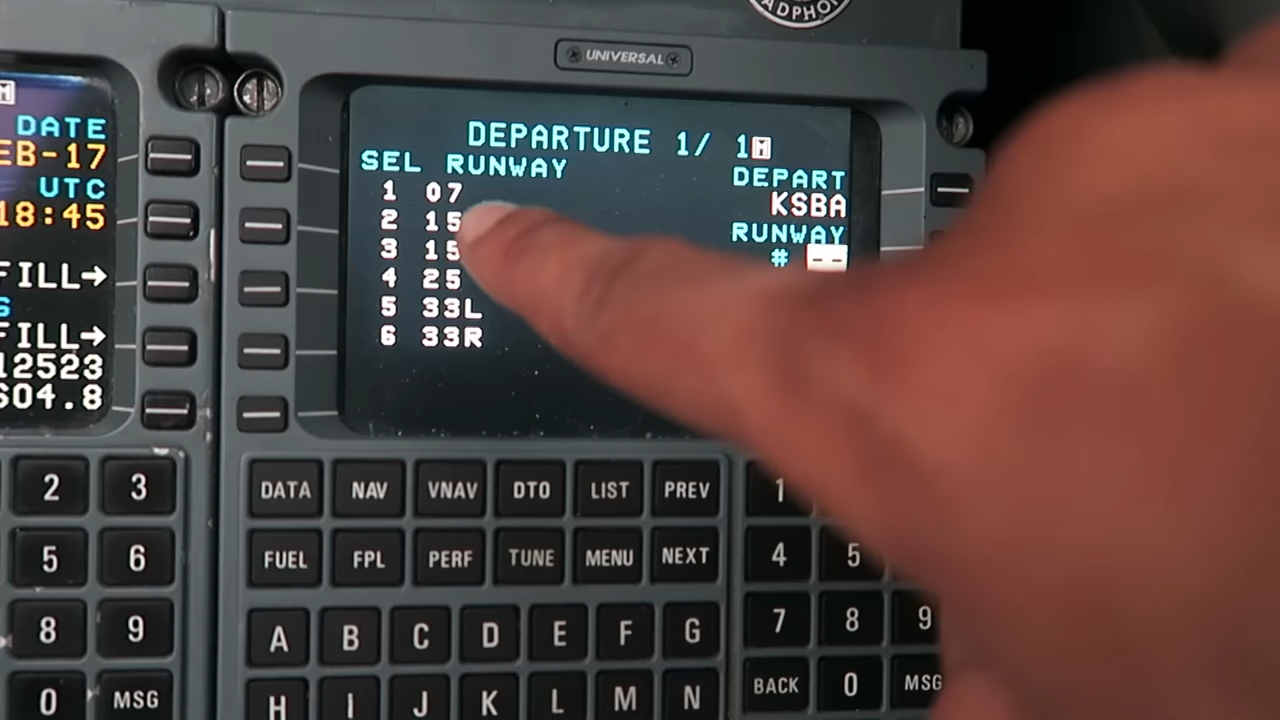 ADPHO
UNIVERSAL
M
DATE
EB-17
UTC
18:45
FILL→
S
FILL→
12523
S04.8
DEPARTURE 1/ 1M
SEL RUNWAY
1 07
2 15
3 15
4 25
5 33L
6 33R
DEPART
KSBA
RUNWAY
# --
2 3
5 6
8 9
0 MSG
DATA NAV VNAV DTO LIST PREV
FUEL FPL PERF TUNE MENU NEXT
A B C D E F G
H I J K L M N
1
4 5
7 8 9
BACK 0 MSG